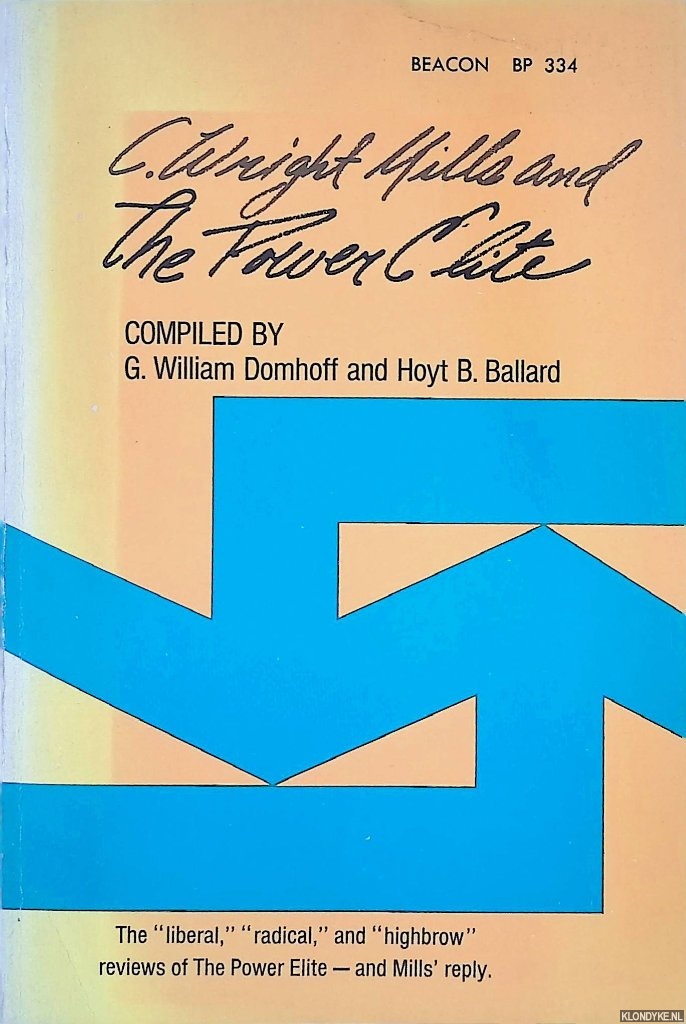 BEACON BP 334
C. Wright Mills and
The Power Elite
COMPILED BY
G. William Domhoff and Hoyt B. Ballard
The “liberal,” “radical,” and “highbrow”
reviews of The Power Elite — and Mills’ reply.
KLONDYKE.NL